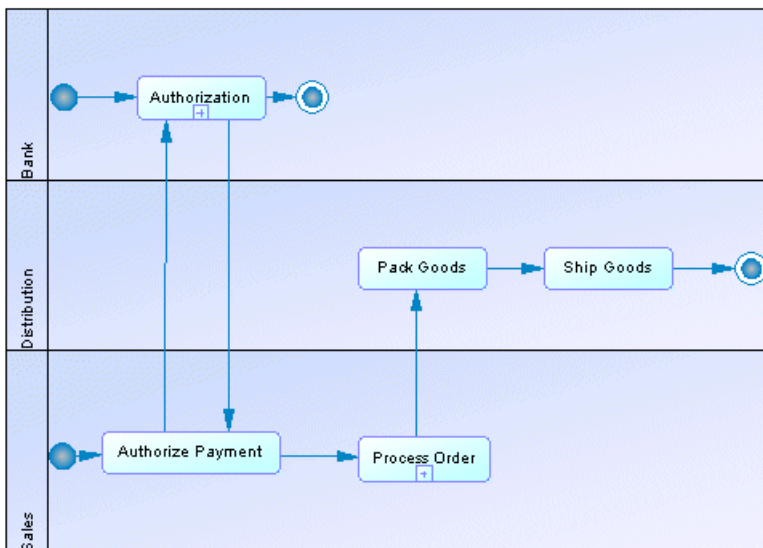 Bank
Authorization
Distribution
Pack Goods
Ship Goods
Sales
Authorize Payment
Process Order